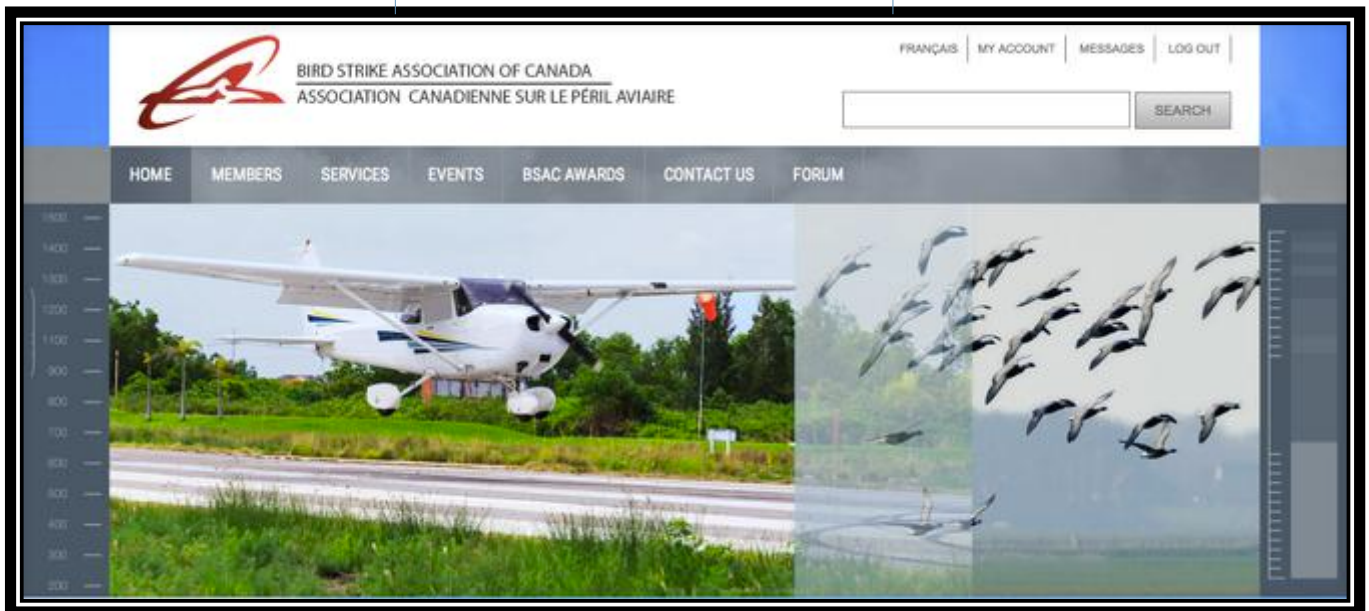 FRANÇAIS MY ACCOUNT MESSAGES LOG OUT
BIRD STRIKE ASSOCIATION OF CANADA
ASSOCIATION CANADIENNE SUR LE PÉRIL AVIAIRE
SEARCH
HOME MEMBERS SERVICES EVENTS BSAC AWARDS CONTACT US FORUM
1400
1300
1200
1100
900
800
700
600
400
300
200